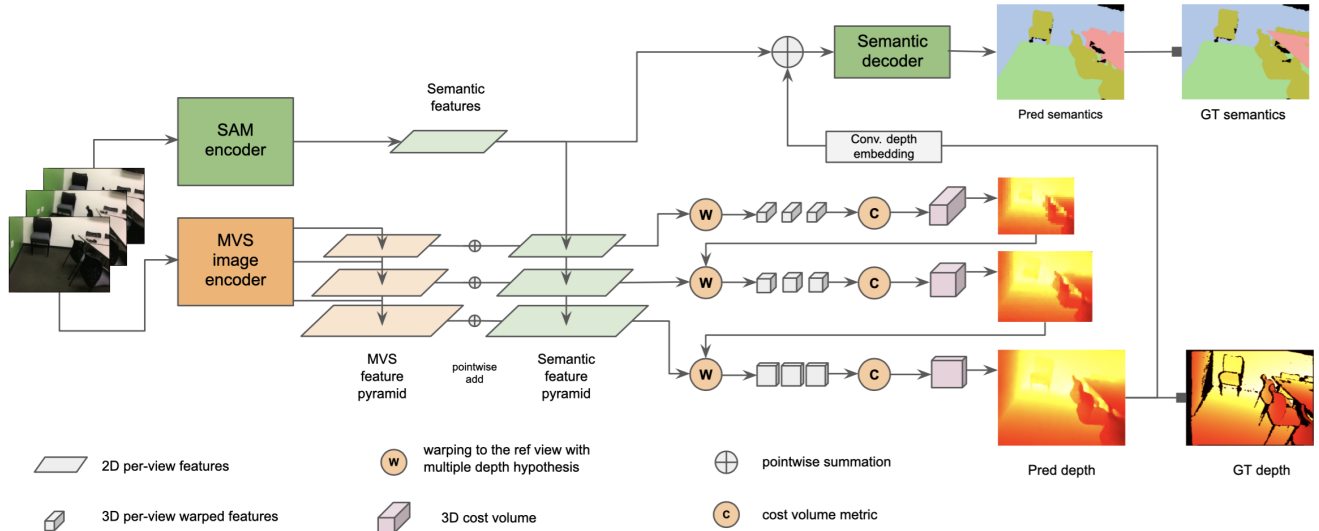 Semantic
features
SAM
encoder
Semantic
decoder
Pred semantics
GT semantics
Conv. depth
embedding
MVS
image
encoder
W
C
W
C
W
C
MVS
feature
pyramid
pointwise
add
Semantic
feature
pyramid
Pred depth
GT depth
2D per-view features
W
warping to the ref view with
multiple depth hypothesis
pointwise summation
3D per-view warped features
3D cost volume
C
cost volume metric